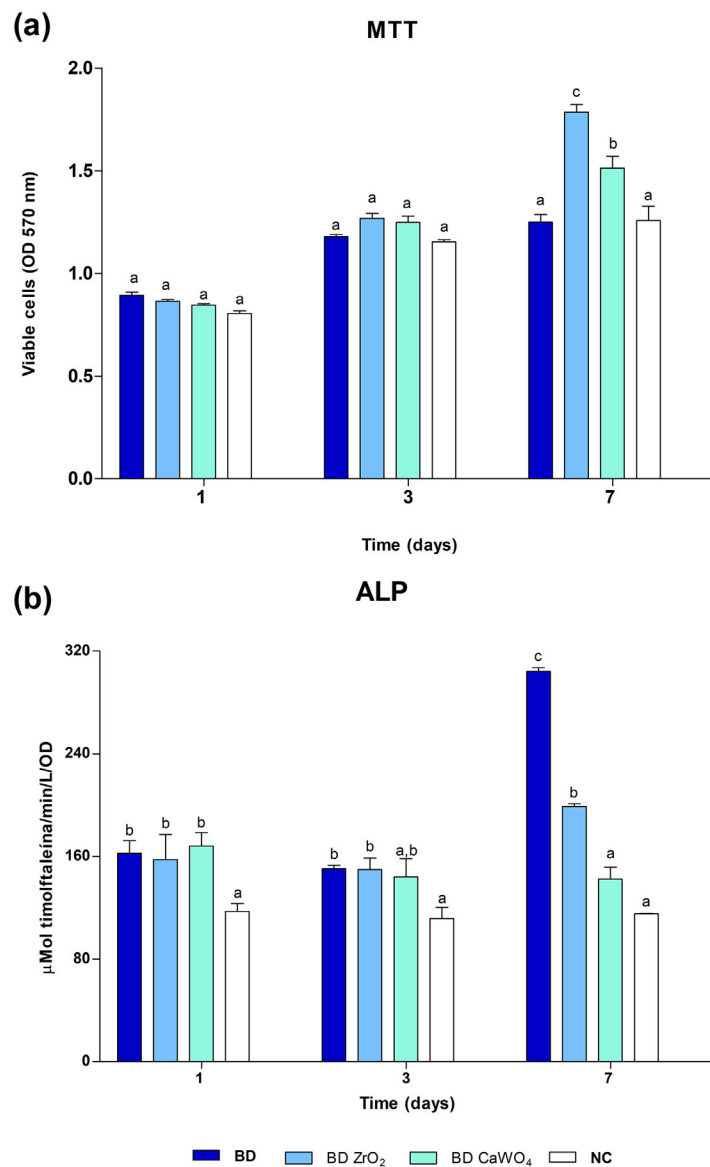 (a)
MTT
Viable cells (OD 570 nm)
2.0
1.5
1.0
0.5
0.0
a a a a
a a a a
a c b a
1 3 7
Time (days)
(b)
ALP
µMol timolftaleína/min/L/OD
320
240
160
80
0
b b b a
b b a,b a
c b a a
1 3 7
Time (days)
BD BD ZrO₂ BD CaWO₄ NC